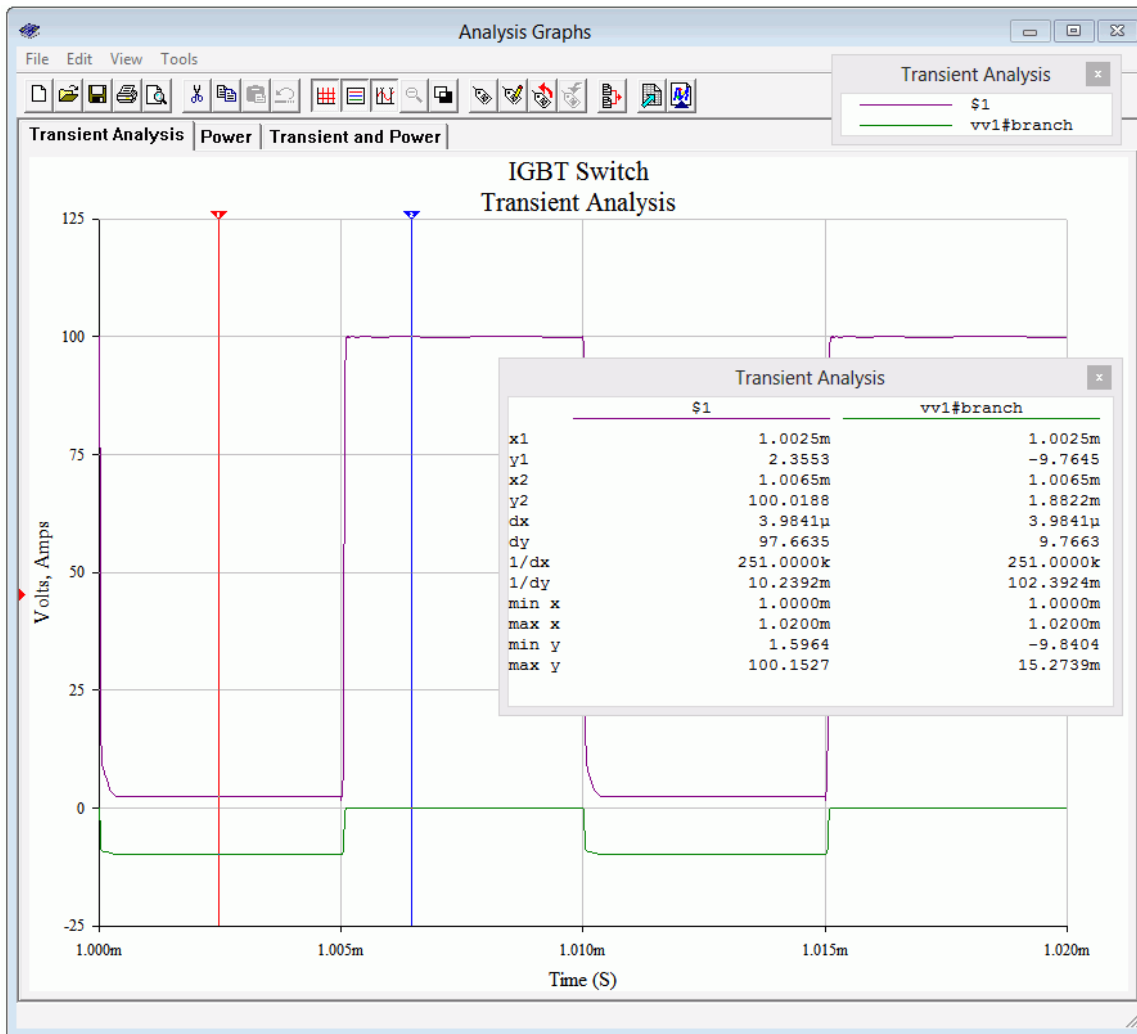 Analysis Graphs
File Edit View Tools
Transient Analysis
$1
vv1#branch
Transient Analysis Power Transient and Power
IGBT Switch
Transient Analysis
1 2
125
100
75
50
25
0
-25
Volts, Amps
1.000m 1.005m 1.010m 1.015m 1.020m
Time (S)
Transient Analysis
$1 vv1#branch
x1 1.0025m 1.0025m
y1 2.3553 -9.7645
x2 1.0065m 1.0065m
y2 100.0188 1.8822m
dx 3.9841µ 3.9841µ
dy 97.6635 9.7663
1/dx 251.0000k 251.0000k
1/dy 10.2392m 102.3924m
min x 1.0000m 1.0000m
max x 1.0200m 1.0200m
min y 1.5964 -9.8404
max y 100.1527 15.2739m